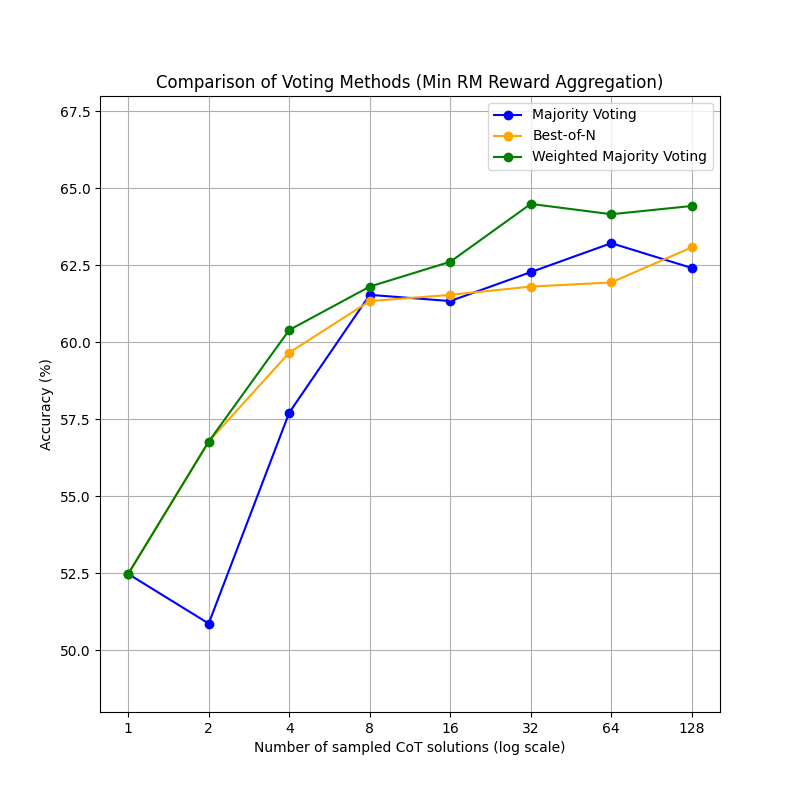 Comparison of Voting Methods (Min RM Reward Aggregation)
Majority Voting
Best-of-N
Weighted Majority Voting
67.5
65.0
62.5
60.0
57.5
55.0
52.5
50.0
Accuracy (%)
1 2 4 8 16 32 64 128
Number of sampled CoT solutions (log scale)